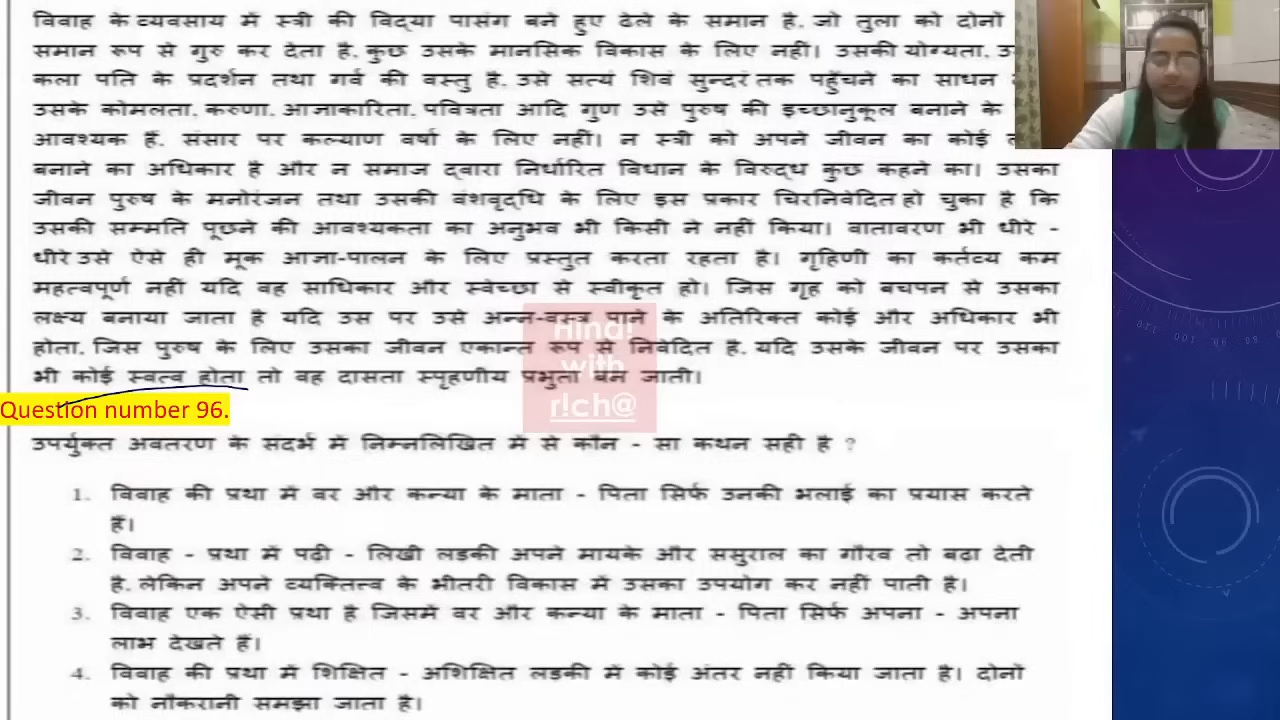 विवाह के व्यवसाय में स्त्री की विद्या पासंग बने हुए ढेले के समान है, जो तुला को दोनों
समान रूप से गुरु कर देता है, कुछ उसके मानसिक विकास के लिए नहीं। उसकी योग्यता,
कला पति के प्रदर्शन तथा गर्व की वस्तु है, उसे सत्यं शिवं सुन्दरं तक पहुँचने का साधन
उसके कोमलता, करुणा, आज्ञाकारिता, पवित्रता आदि गुण उसे पुरुष की इच्छानुकूल बनाने के
आवश्यक हैं, संसार पर कल्याण वर्षा के लिए नहीं। न स्त्री को अपने जीवन का कोई
बनाने का अधिकार है और न समाज द्वारा निर्धारित विधान के विरुद्ध कुछ कहने का। उसका
जीवन पुरुष के मनोरंजन तथा उसकी वंशवृद्धि के लिए इस प्रकार चिरनिवेदित हो चुका है कि
उसकी सम्मति पूछने की आवश्यकता का अनुभव भी किसी ने नहीं किया। वातावरण भी धीरे -
धीरे उसे ऐसे ही मूक आज्ञा-पालन के लिए प्रस्तुत करता रहता है। गृहिणी का कर्तव्य कम
महत्वपूर्ण नहीं यदि वह साधिकार और स्वेच्छा से स्वीकृत हो। जिस गृह को बचपन से उसका
लक्ष्य बनाया जाता है यदि उस पर उसे अन्न-वस्त्र पाने के अतिरिक्त कोई और अधिकार भी
होता, जिस पुरुष के लिए उसका जीवन एकान्त रूप से निवेदित है, यदि उसके जीवन पर उसका
भी कोई स्वत्व होता तो वह दासता स्पृहणीय प्रभुता बन जाती।
Hindi
with
r!ch@
Question number 96.
उपर्युक्त अवतरण के संदर्भ में निम्नलिखित में से कौन - सा कथन सही है ?
1. विवाह की प्रथा में वर और कन्या के माता - पिता सिर्फ उनकी भलाई का प्रयास करते
हैं।
2. विवाह - प्रथा में पढ़ी - लिखी लड़की अपने मायके और ससुराल का गौरव तो बढ़ा देती
है, लेकिन अपने व्यक्तित्व के भीतरी विकास में उसका उपयोग कर नहीं पाती है।
3. विवाह एक ऐसी प्रथा है जिसमें वर और कन्या के माता - पिता सिर्फ अपना - अपना
लाभ देखते हैं।
4. विवाह की प्रथा में शिक्षित - अशिक्षित लड़की में कोई अंतर नहीं किया जाता है। दोनों
को नौकरानी समझा जाता है।